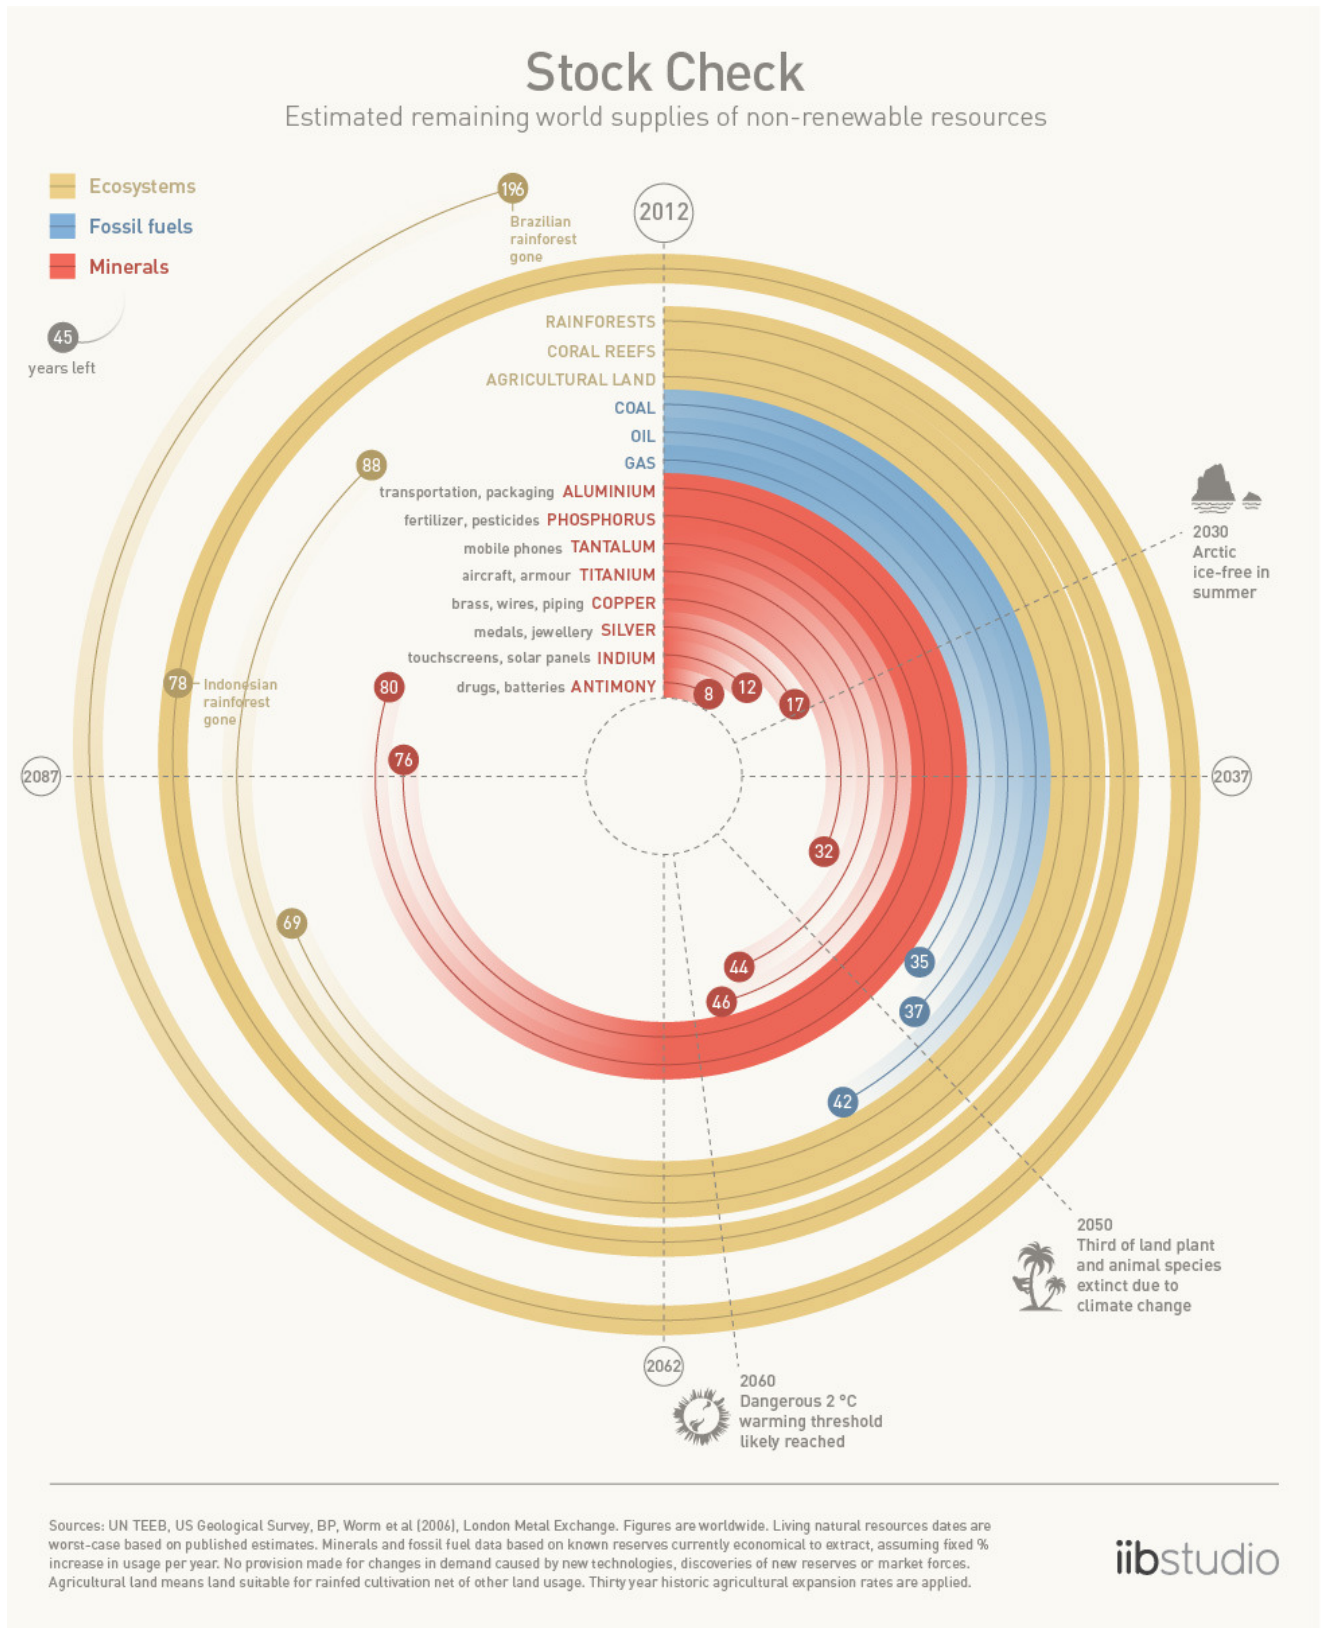 Stock Check
Estimated remaining world supplies of non-renewable resources
Ecosystems
Fossil fuels
Minerals
45
years left
196
Brazilian
rainforest
gone
2012
RAINFORESTS
CORAL REEFS
AGRICULTURAL LAND
COAL
OIL
GAS
transportation, packaging ALUMINIUM
fertilizer, pesticides PHOSPHORUS
mobile phones TANTALUM
aircraft, armour TITANIUM
brass, wires, piping COPPER
medals, jewellery SILVER
touchscreens, solar panels INDIUM
drugs, batteries ANTIMONY
88
78
Indonesian
rainforest
gone
80
76
8
12
17
2030
Arctic
ice-free in
summer
2087
2037
32
69
44
46
35
37
42
2050
Third of land plant
and animal species
extinct due to
climate change
2062
2060
Dangerous 2 °C
warming threshold
likely reached
Sources: UN TEEB, US Geological Survey, BP, Worm et al (2006), London Metal Exchange. Figures are worldwide. Living natural resources dates are
worst-case based on published estimates. Minerals and fossil fuel data based on known reserves currently economical to extract, assuming fixed %
increase in usage per year. No provision made for changes in demand caused by new technologies, discoveries of new reserves or market forces.
Agricultural land means land suitable for rainfed cultivation net of other land usage. Thirty year historic agricultural expansion rates are applied.
iibstudio